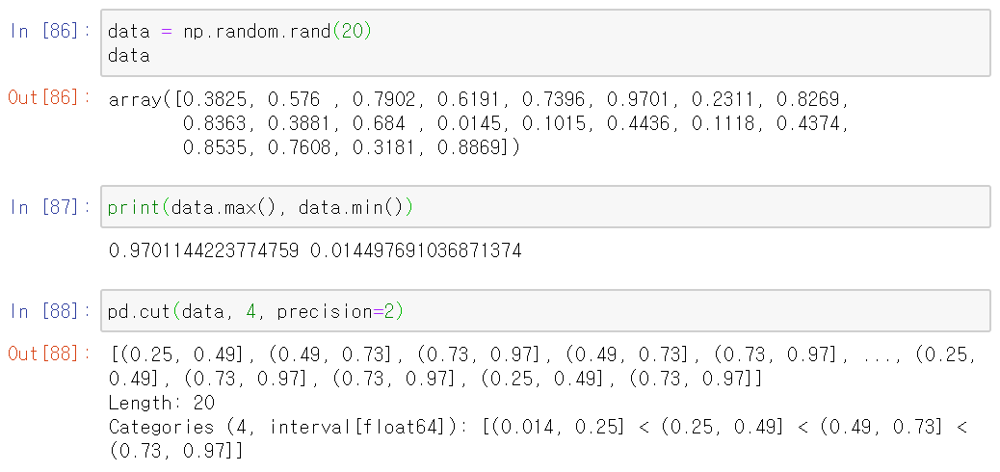 In [86]: data = np.random.rand(20)
data
Out[86]: array([0.3825, 0.576 , 0.7902, 0.6191, 0.7396, 0.9701, 0.2311, 0.8269,
0.8363, 0.3881, 0.684 , 0.0145, 0.1015, 0.4436, 0.1118, 0.4374,
0.8535, 0.7608, 0.3181, 0.8869])
In [87]: print(data.max(), data.min())
0.9701144223774759 0.014497691036871374
In [88]: pd.cut(data, 4, precision=2)
Out[88]: [(0.25, 0.49], (0.49, 0.73], (0.73, 0.97], (0.49, 0.73], (0.73, 0.97], ..., (0.25,
0.49], (0.73, 0.97], (0.73, 0.97], (0.25, 0.49], (0.73, 0.97]]
Length: 20
Categories (4, interval[float64]): [(0.014, 0.25] < (0.25, 0.49] < (0.49, 0.73] <
(0.73, 0.97]]